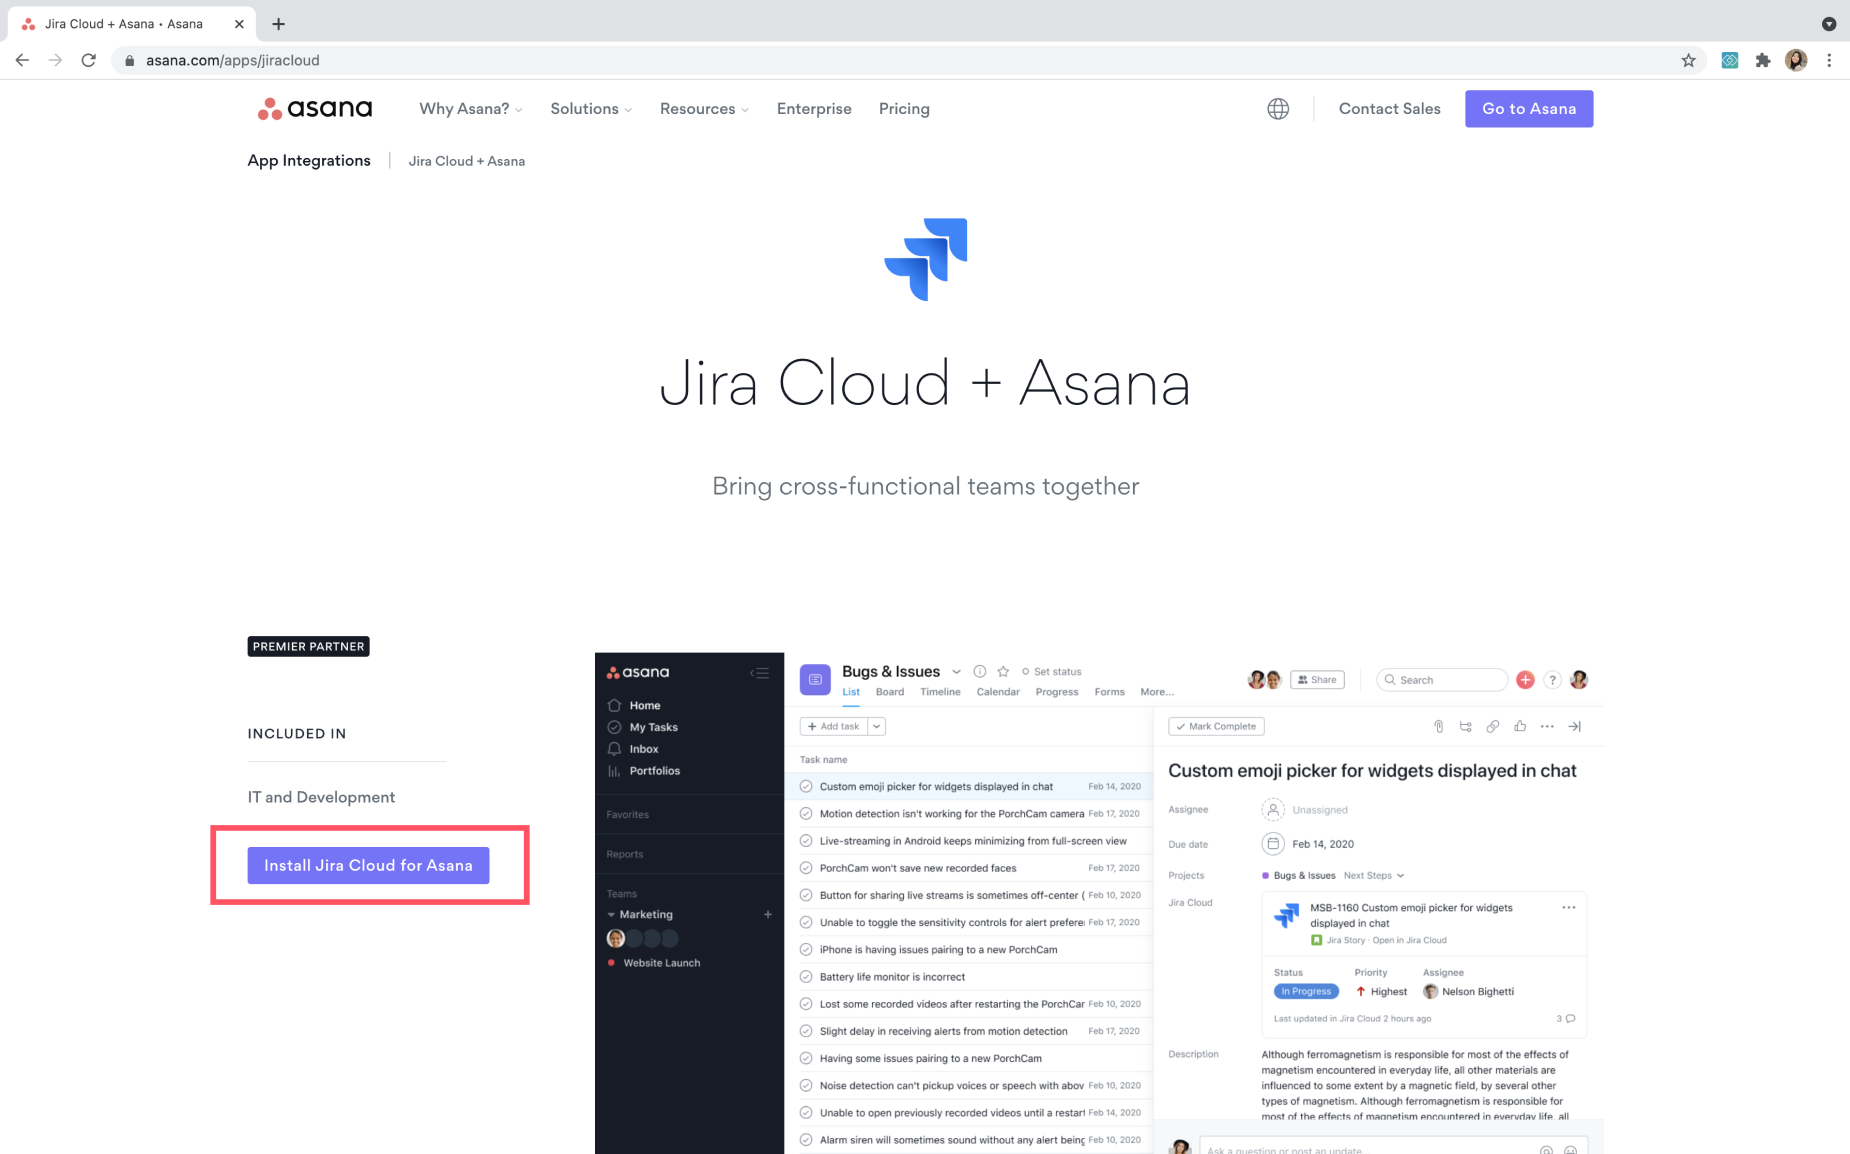 Jira Cloud + Asana • Asana
asana.com/apps/jiracloud
asana
Why Asana?
Solutions
Resources
Enterprise
Pricing
Contact Sales
Go to Asana
App Integrations
Jira Cloud + Asana
Jira Cloud + Asana
Bring cross-functional teams together
PREMIER PARTNER
INCLUDED IN
IT and Development
Install Jira Cloud for Asana
asana
Home
My Tasks
Inbox
Portfolios
Favorites
Reports
Teams
Marketing
Website Launch
Bugs & Issues
Set status
List
Board
Timeline
Calendar
Progress
Forms
More...
Share
Search
?
+ Add task
Task name
Custom emoji picker for widgets displayed in chat Feb 14, 2020
Motion detection isn't working for the PorchCam camera Feb 17, 2020
Live-streaming in Android keeps minimizing from full-screen view
PorchCam won't save new recorded faces Feb 17, 2020
Button for sharing live streams is sometimes off-center ( Feb 10, 2020
Unable to toggle the sensitivity controls for alert prefere Feb 17, 2020
iPhone is having issues pairing to a new PorchCam
Battery life monitor is incorrect
Lost some recorded videos after restarting the PorchCar Feb 10, 2020
Slight delay in receiving alerts from motion detection Feb 17, 2020
Having some issues pairing to a new PorchCam
Noise detection can't pickup voices or speech with abov Feb 10, 2020
Unable to open previously recorded videos until a restart Feb 14, 2020
Alarm siren will sometimes sound without any alert being Feb 10, 2020
Mark Complete
Custom emoji picker for widgets displayed in chat
Assignee
Unassigned
Due date
Feb 14, 2020
Projects
Bugs & Issues Next Steps
Jira Cloud
MSB-1160 Custom emoji picker for widgets
displayed in chat
Jira Story · Open in Jira Cloud
Status
Priority
Assignee
In Progress
Highest
Nelson Bighetti
Last updated in Jira Cloud 2 hours ago
3
Description
Although ferromagnetism is responsible for most of the effects of
magnetism encountered in everyday life, all other materials are
influenced to some extent by a magnetic field, by several other
types of magnetism. Although ferromagnetism is responsible for
most of the effects of magnetism encountered in everyday life, all
Ask a question or post an update